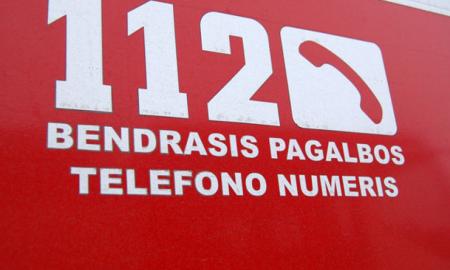 112
BENDRASIS PAGALBOS
TELEFONO NUMERIS